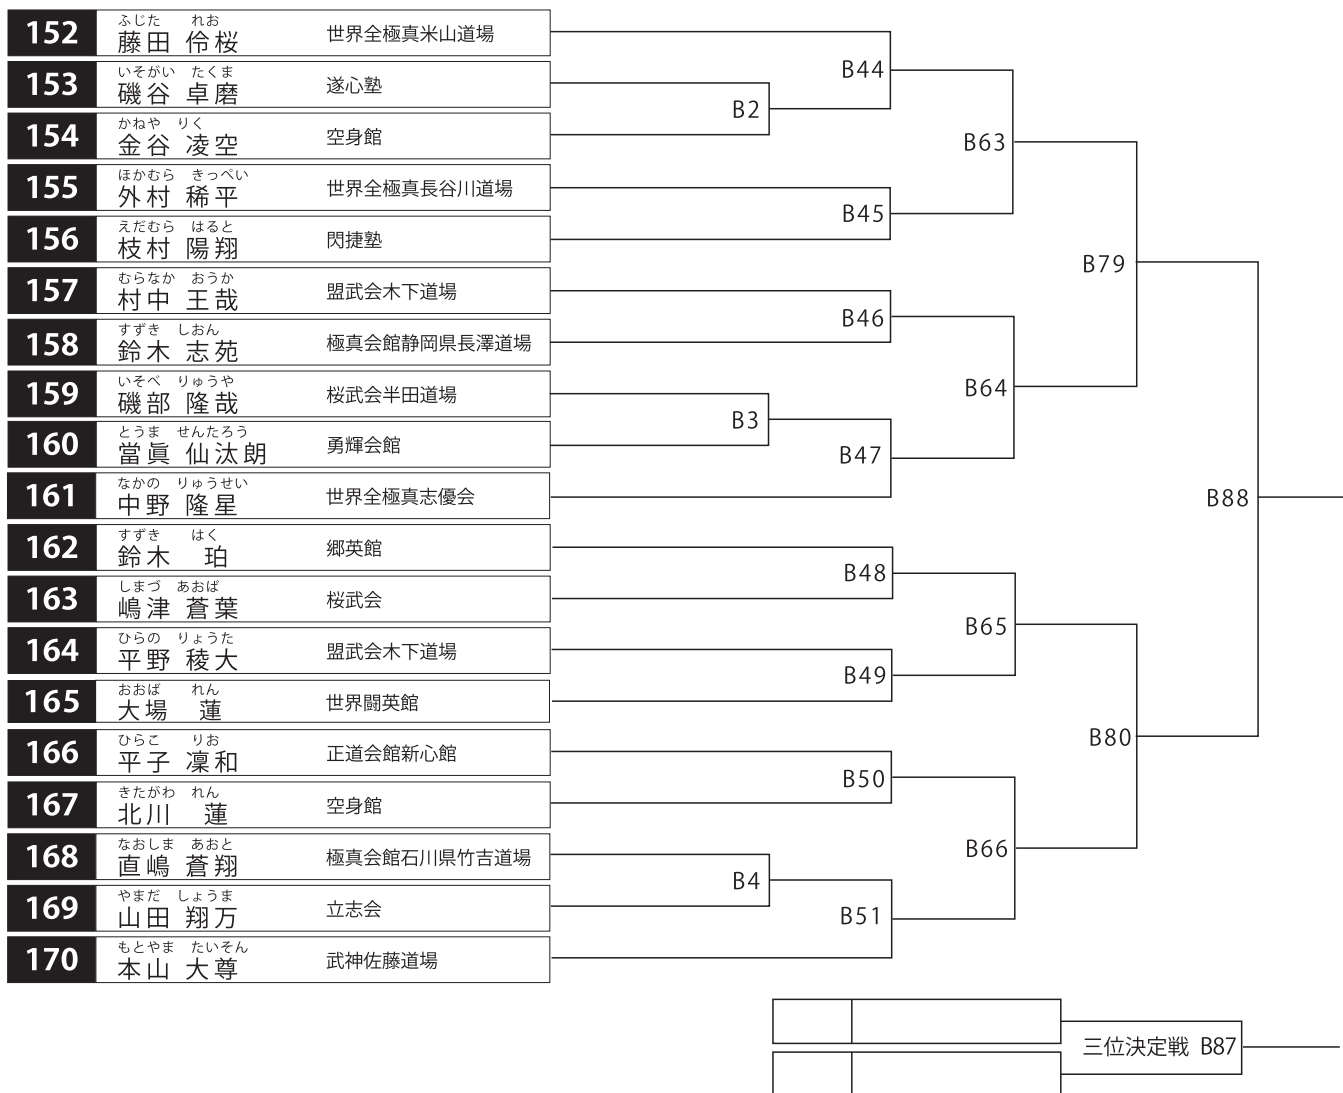 ふじた れお
152 藤田 伶桜 世界全極真米山道場
いそがい たくま
153 磯谷 卓磨 遂心塾
かねや りく
154 金谷 凌空 空身館
ほかむら きっぺい
155 外村 稀平 世界全極真長谷川道場
えだむら はると
156 枝村 陽翔 閃捷塾
むらなか おうか
157 村中 王哉 盟武会木下道場
すずき しおん
158 鈴木 志苑 極真会館静岡県長澤道場
いそべ りゅうや
159 磯部 隆哉 桜武会半田道場
とうま せんたろう
160 當眞 仙汰朗 勇輝会館
なかの りゅうせい
161 中野 隆星 世界全極真志優会
すずき はく
162 鈴木 珀 郷英館
しまづ あおば
163 嶋津 蒼葉 桜武会
ひらの りょうた
164 平野 稜大 盟武会木下道場
おおば れん
165 大場 蓮 世界闘英館
ひらこ りお
166 平子 凜和 正道会館新心館
きたがわ れん
167 北川 蓮 空身館
なおしま あおと
168 直嶋 蒼翔 極真会館石川県竹吉道場
やまだ しょうま
169 山田 翔万 立志会
もとやま たいそん
170 本山 大尊 武神佐藤道場
B2
B3
B4
B44
B45
B46
B47
B48
B49
B50
B51
B63
B64
B65
B66
B79
B80
B88
三位決定戦 B87